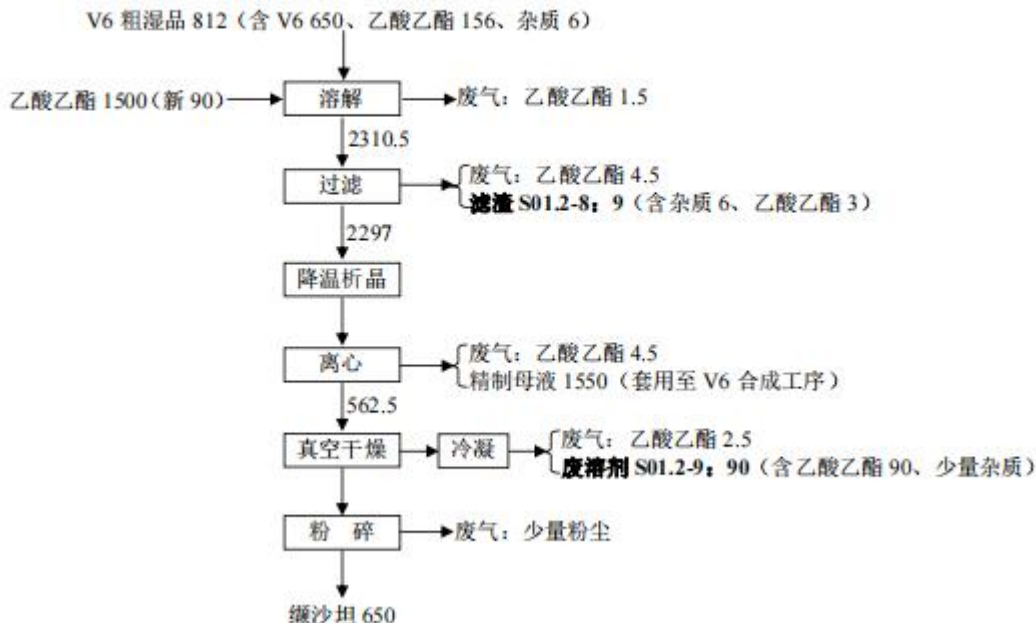 V6 粗湿品 812（含 V6 650、乙酸乙酯 156、杂质 6）
乙酸乙酯 1500（新 90）
溶解
废气：乙酸乙酯 1.5
2310.5
过滤
废气：乙酸乙酯 4.5
滤渣 S01.2-8：9（含杂质 6、乙酸乙酯 3）
2297
降温析晶
离心
废气：乙酸乙酯 4.5
精制母液 1550（套用至 V6 合成工序）
562.5
真空干燥
冷凝
废气：乙酸乙酯 2.5
废溶剂 S01.2-9：90（含乙酸乙酯 90、少量杂质）
粉 碎
废气：少量粉尘
缬沙坦 650